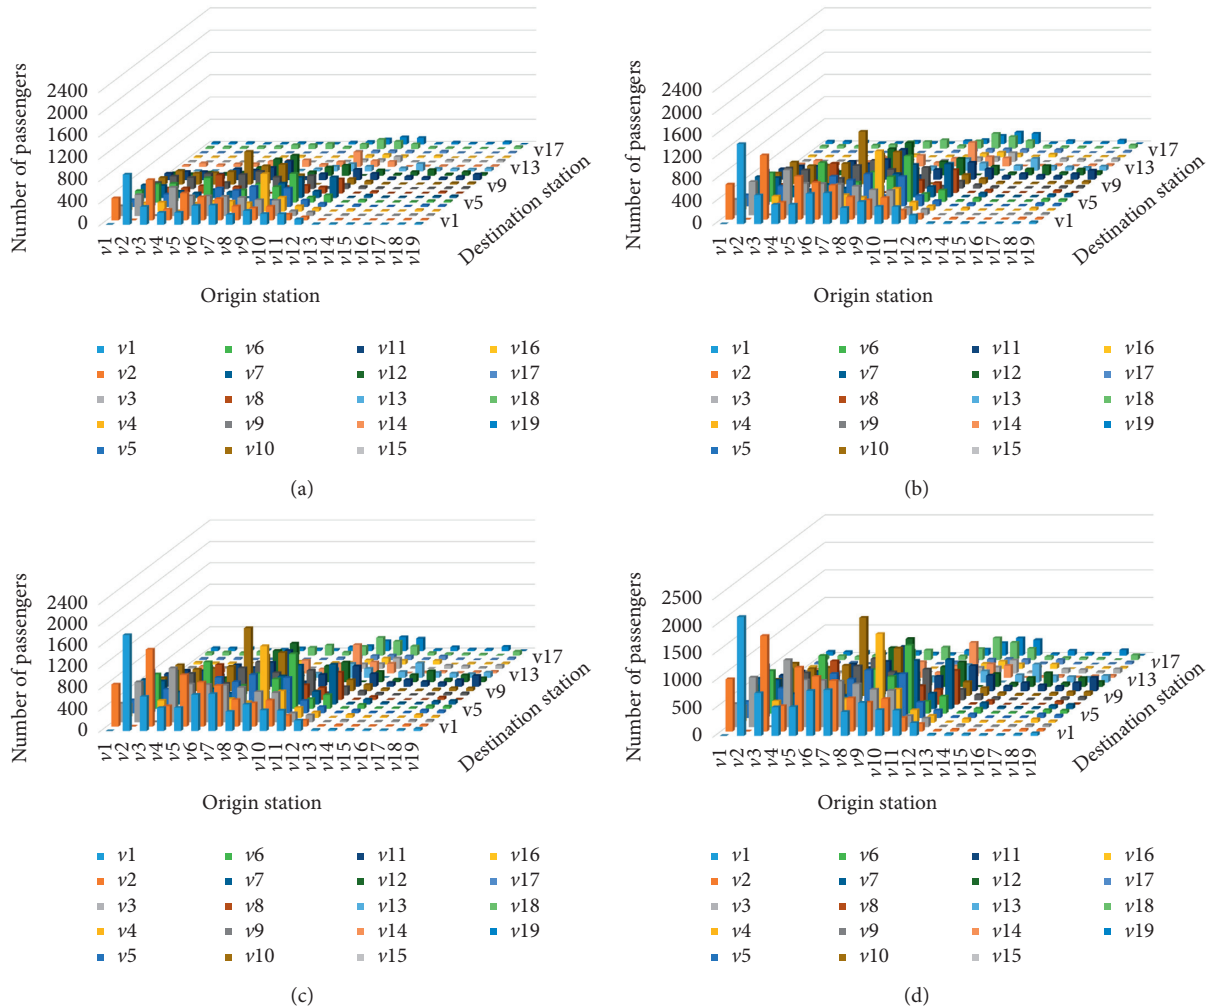 Number of passengers
2400
2000
1600
1200
800
400
0
v1
v2
v3
v4
v5
v6
v7
v8
v9
v10
v11
v12
v13
v14
v15
v16
v17
v18
v19
v17
v13
v9
v5
v1
Destination station
Origin station
v1 v6 v11 v16
v2 v7 v12 v17
v3 v8 v13 v18
v4 v9 v14 v19
v5 v10 v15
(a)
Number of passengers
2400
2000
1600
1200
800
400
0
v1
v2
v3
v4
v5
v6
v7
v8
v9
v10
v11
v12
v13
v14
v15
v16
v17
v18
v19
v17
v13
v9
v5
v1
Destination station
Origin station
v1 v6 v11 v16
v2 v7 v12 v17
v3 v8 v13 v18
v4 v9 v14 v19
v5 v10 v15
(b)
Number of passengers
2400
2000
1600
1200
800
400
0
v1
v2
v3
v4
v5
v6
v7
v8
v9
v10
v11
v12
v13
v14
v15
v16
v17
v18
v19
v17
v13
v9
v5
v1
Destination station
Origin station
v1 v6 v11 v16
v2 v7 v12 v17
v3 v8 v13 v18
v4 v9 v14 v19
v5 v10 v15
(c)
Number of passengers
2500
2000
1500
1000
500
0
v1
v2
v3
v4
v5
v6
v7
v8
v9
v10
v11
v12
v13
v14
v15
v16
v17
v18
v19
v17
v13
v9
v5
v1
Destination station
Origin station
v1 v6 v11 v16
v2 v7 v12 v17
v3 v8 v13 v18
v4 v9 v14 v19
v5 v10 v15
(d)